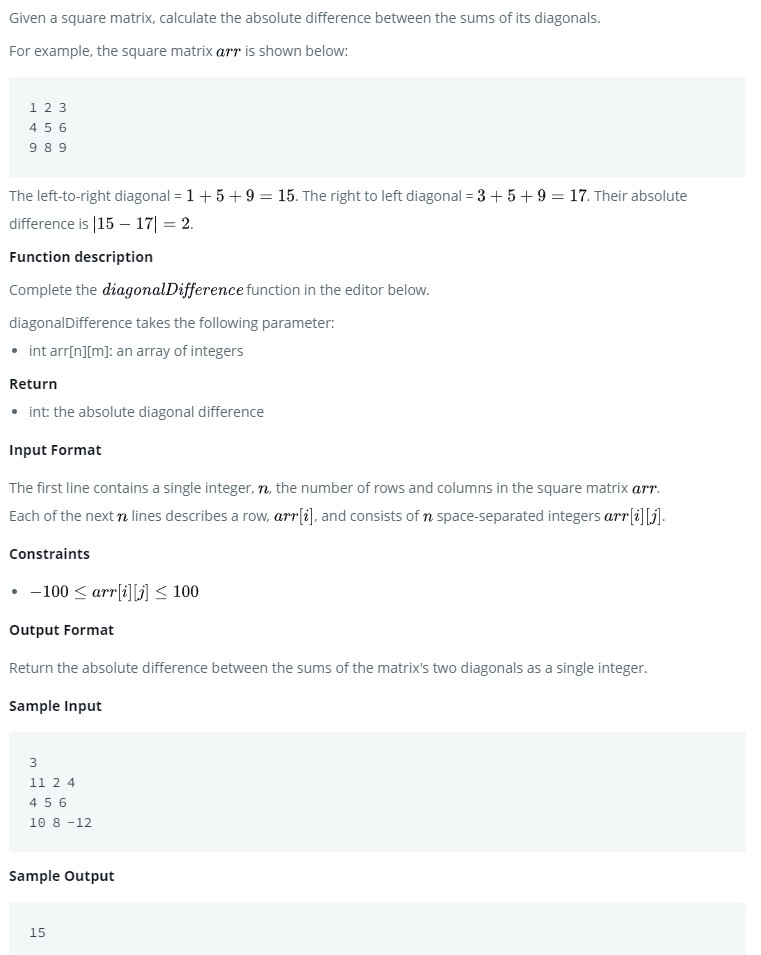 Given a square matrix, calculate the absolute difference between the sums of its diagonals.
For example, the square matrix arr is shown below:
1 2 3
4 5 6
9 8 9
The left-to-right diagonal = 1 + 5 + 9 = 15. The right to left diagonal = 3 + 5 + 9 = 17. Their absolute
difference is |15 − 17| = 2.
Function description
Complete the diagonalDifference function in the editor below.
diagonalDifference takes the following parameter:
• int arr[n][m]: an array of integers
Return
• int: the absolute diagonal difference
Input Format
The first line contains a single integer, n, the number of rows and columns in the square matrix arr.
Each of the next n lines describes a row, arr[i], and consists of n space-separated integers arr[i][j].
Constraints
• −100 ≤ arr[i][j] ≤ 100
Output Format
Return the absolute difference between the sums of the matrix's two diagonals as a single integer.
Sample Input
3
11 2 4
4 5 6
10 8 -12
Sample Output
15